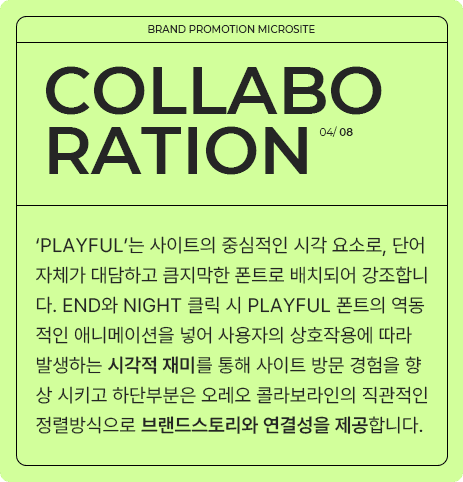 BRAND PROMOTION MICROSITE
COLLABO
RATION 04/ 08
‘PLAYFUL’는 사이트의 중심적인 시각 요소로, 단어
자체가 대담하고 큼지막한 폰트로 배치되어 강조합니
다. END와 NIGHT 클릭 시 PLAYFUL 폰트의 역동
적인 애니메이션을 넣어 사용자의 상호작용에 따라
발생하는 시각적 재미를 통해 사이트 방문 경험을 향
상 시키고 하단부분은 오레오 콜라보라인의 직관적인
정렬방식으로 브랜드스토리와 연결성을 제공합니다.